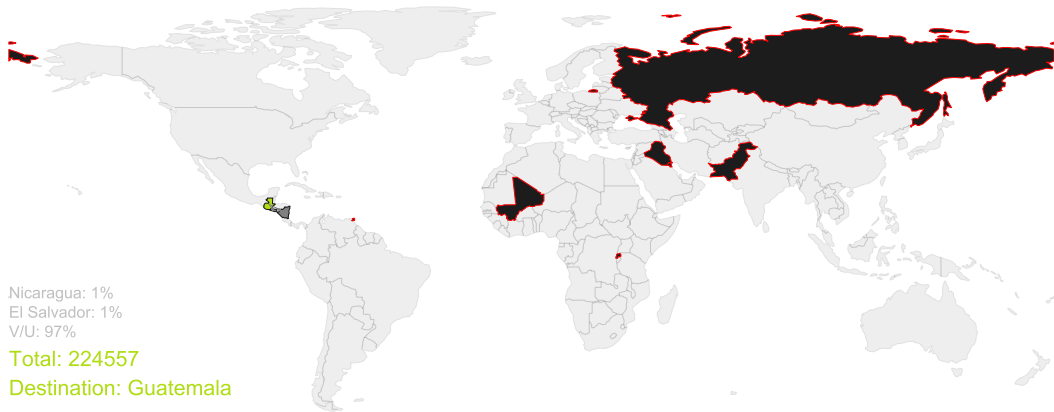 Nicaragua: 1%
El Salvador: 1%
V/U: 97%
Total: 224557
Destination: Guatemala